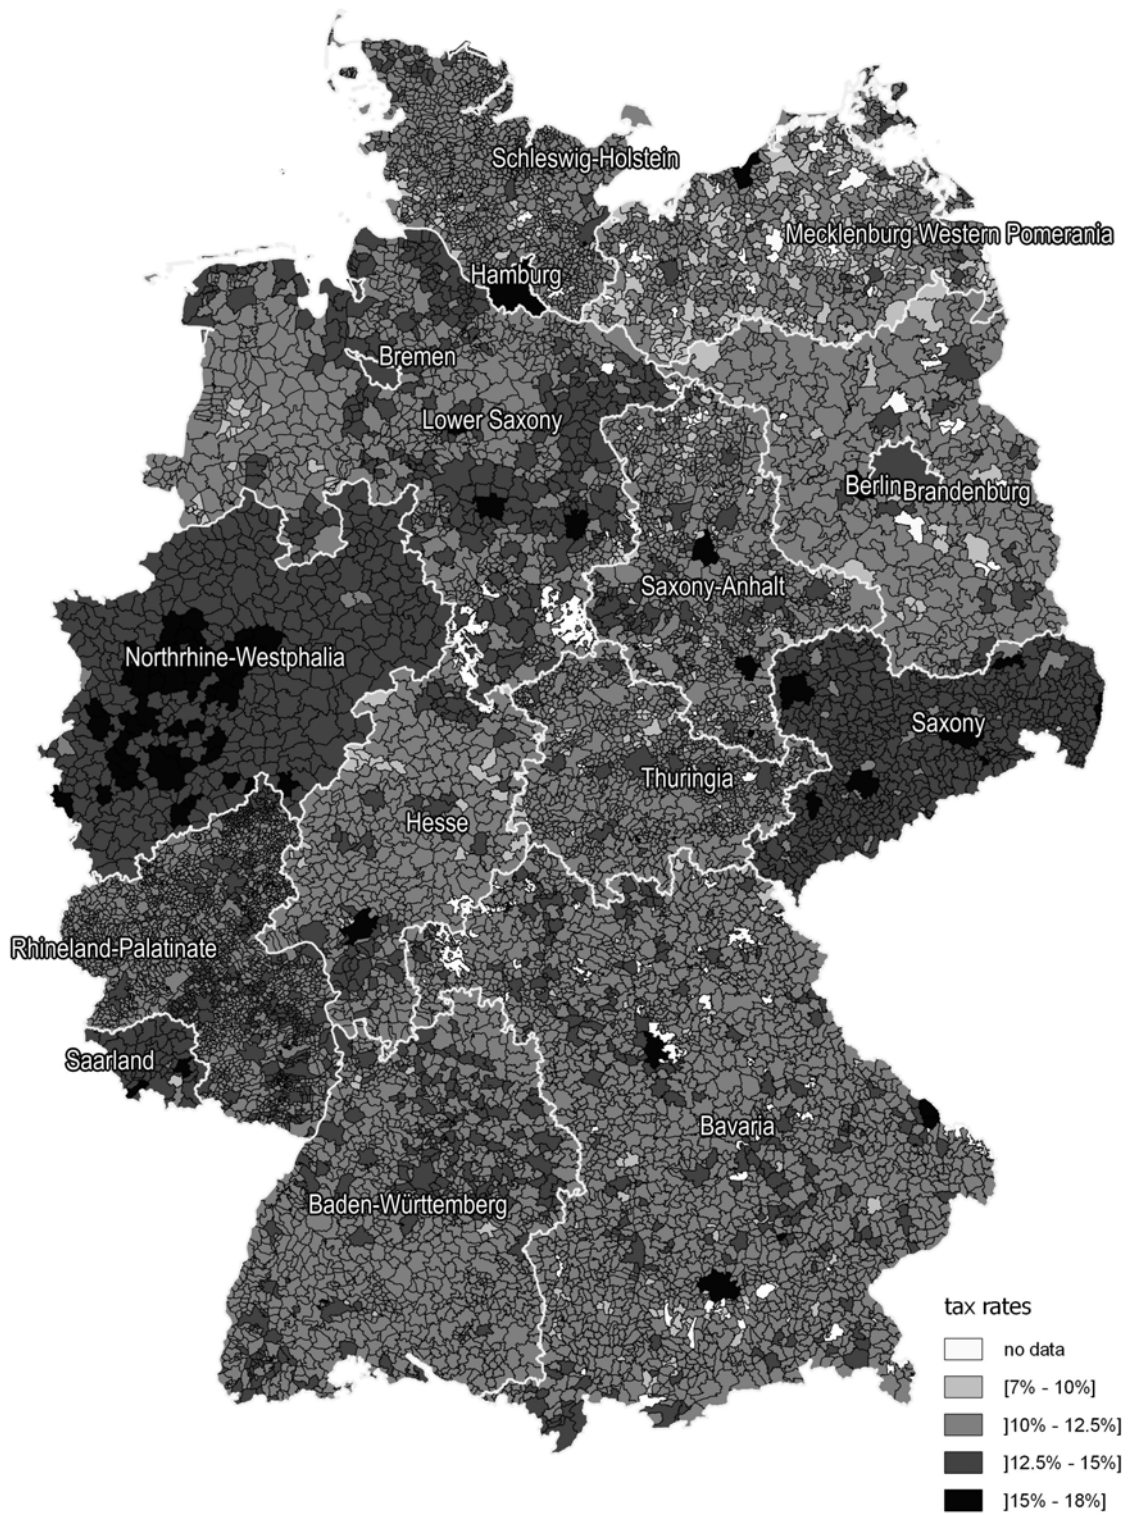 Schleswig-Holstein
Mecklenburg Western Pomerania
Hamburg
Bremen
Lower Saxony
Berlin
Brandenburg
Saxony-Anhalt
Northrhine-Westphalia
Saxony
Thuringia
Hesse
Rhineland-Palatinate
Saarland
Bavaria
Baden-Württemberg
tax rates
no data
[7% - 10%]
]10% - 12.5%]
]12.5% - 15%]
]15% - 18%]